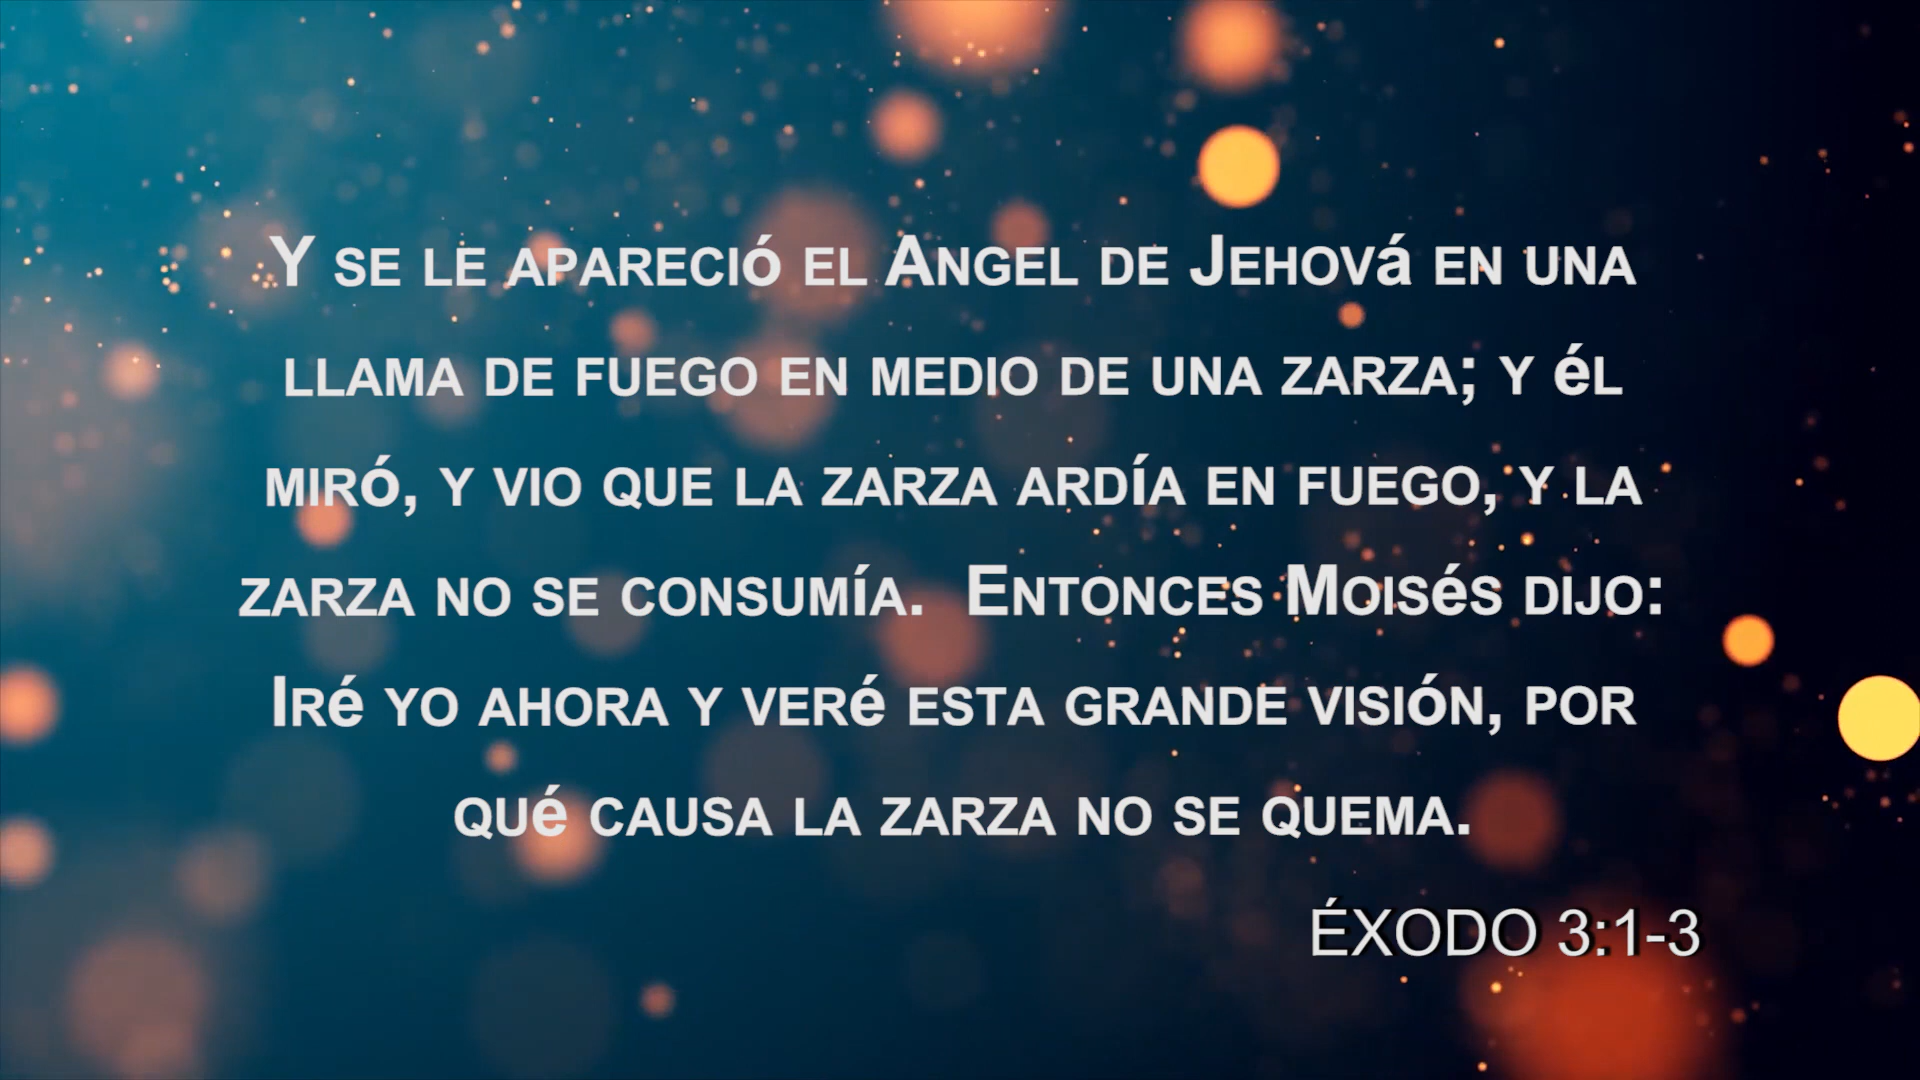 Y se le apareció el Angel de Jehová en una
llama de fuego en medio de una zarza; y él
miró, y vio que la zarza ardía en fuego, y la
zarza no se consumía.  Entonces Moisés dijo:
Iré yo ahora y veré esta grande visión, por
qué causa la zarza no se quema.
ÉXODO 3:1-3